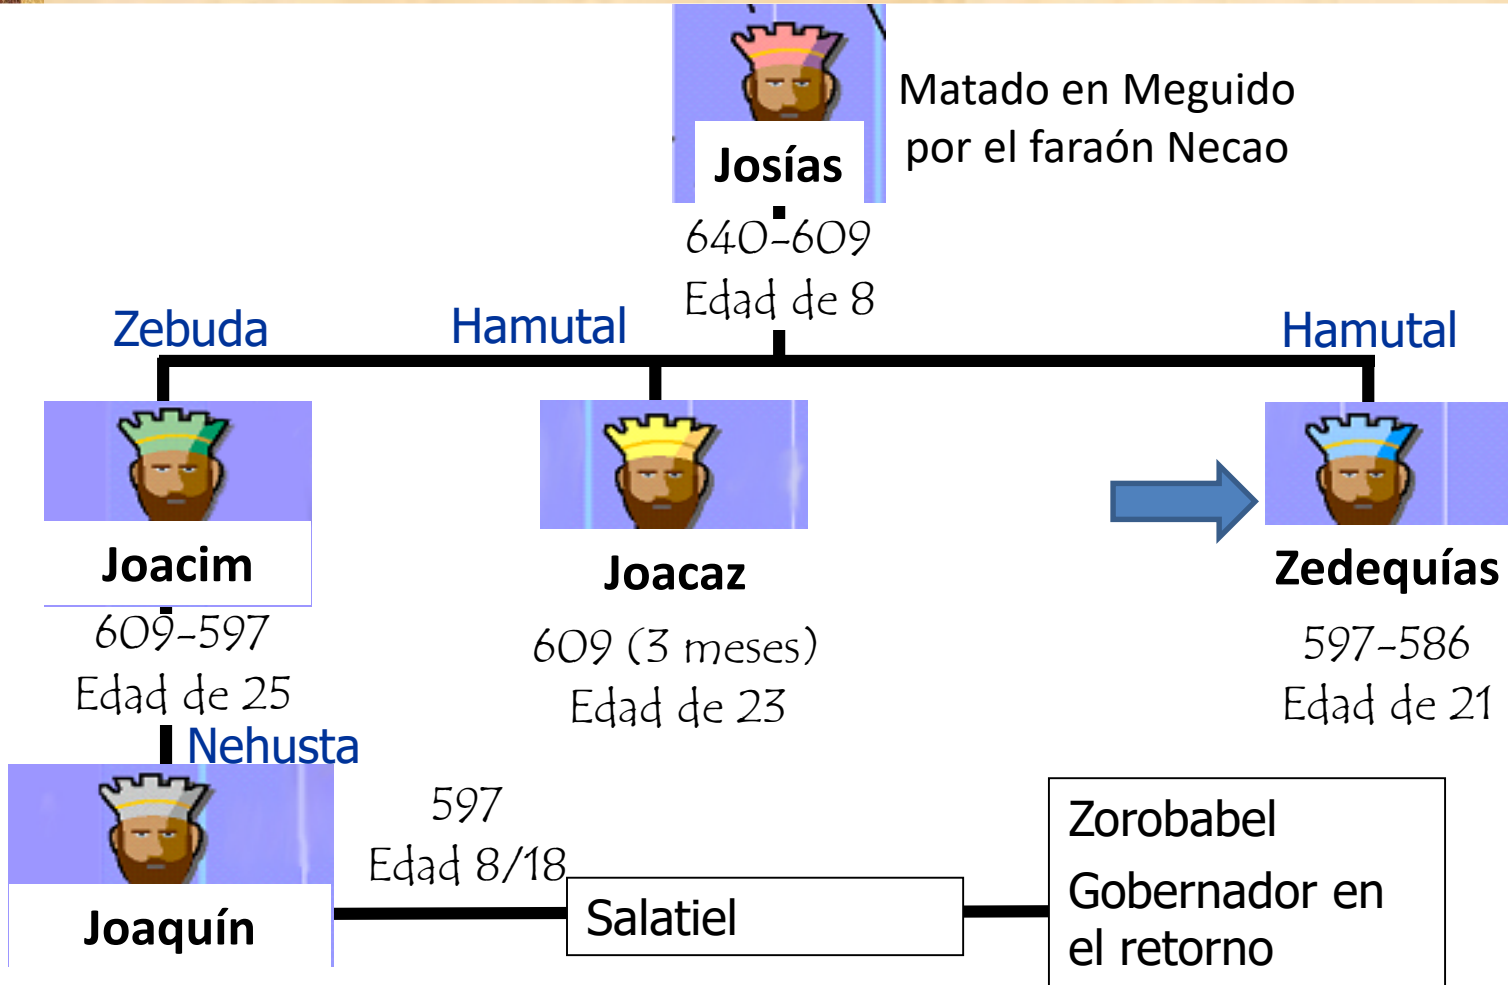 Matado en Meguido
por el faraón Necao
Josías
640-609
Edad de 8
Zebuda
Hamutal
Hamutal
Joacim
609-597
Edad de 25
Joacaz
609 (3 meses)
Edad de 23
Zedequías
597-586
Edad de 21
Nehusta
Joaquín
597
Edad 8/18
Salatiel
Zorobabel
Gobernador en
el retorno